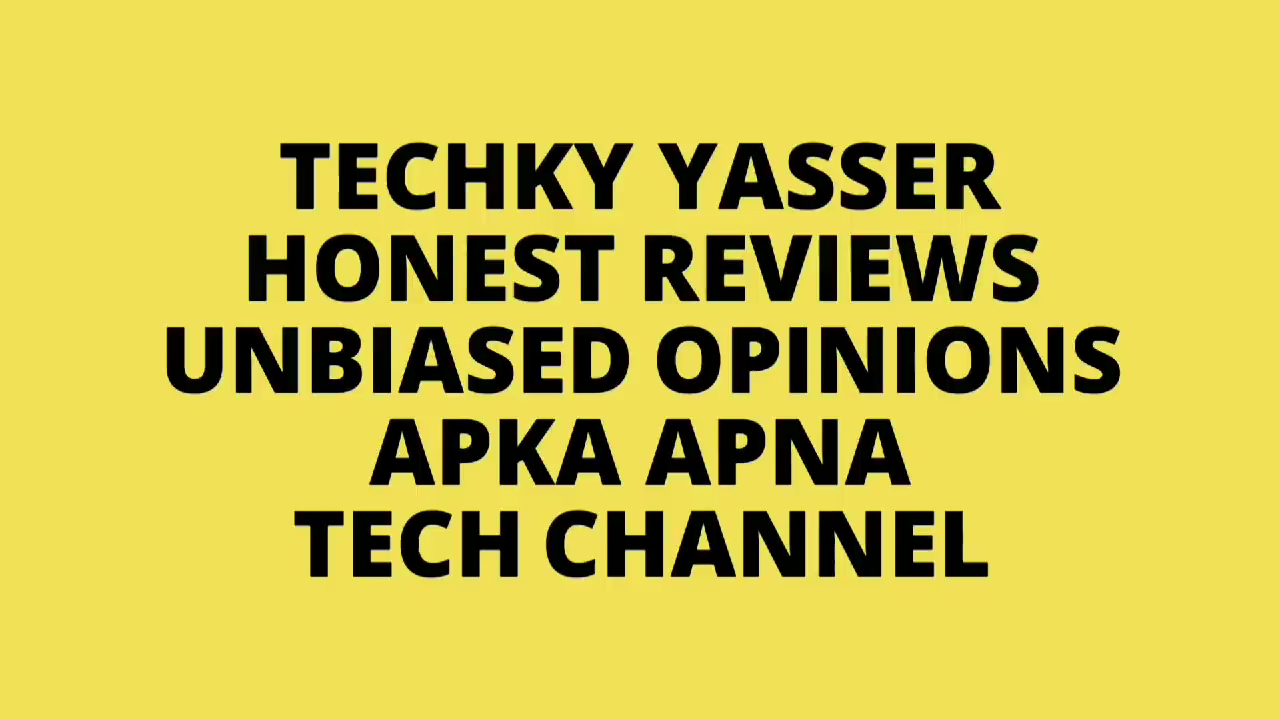 TECHKY YASSER
HONEST REVIEWS
UNBIASED OPINIONS
APKA APNA
TECH CHANNEL